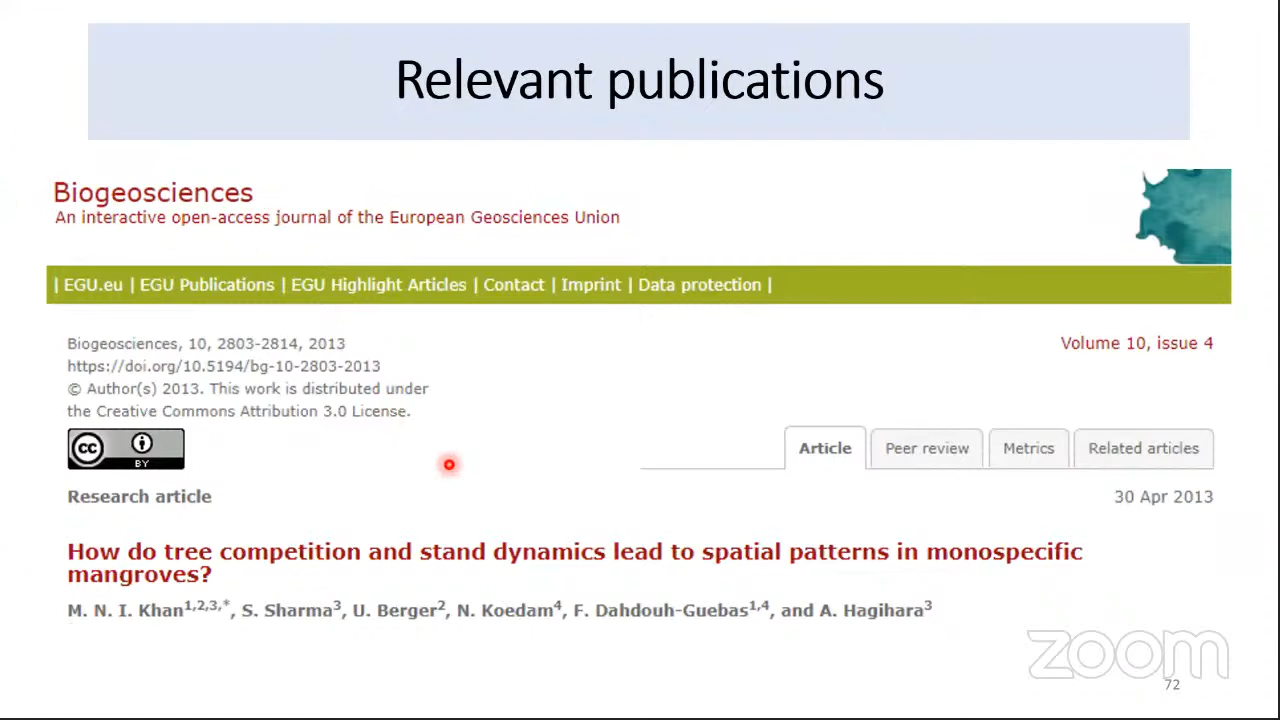 Relevant publications
Biogeosciences
An interactive open-access journal of the European Geosciences Union
| EGU.eu | EGU Publications | EGU Highlight Articles | Contact | Imprint | Data protection |
Biogeosciences, 10, 2803-2814, 2013
Volume 10, issue 4
https://doi.org/10.5194/bg-10-2803-2013
© Author(s) 2013. This work is distributed under
the Creative Commons Attribution 3.0 License.
cc
BY
Article Peer review Metrics Related articles
Research article
30 Apr 2013
How do tree competition and stand dynamics lead to spatial patterns in monospecific
mangroves?
M. N. I. Khan1,2,3,*, S. Sharma3, U. Berger2, N. Koedam4, F. Dahdouh-Guebas1,4, and A. Hagihara3
zoom
72